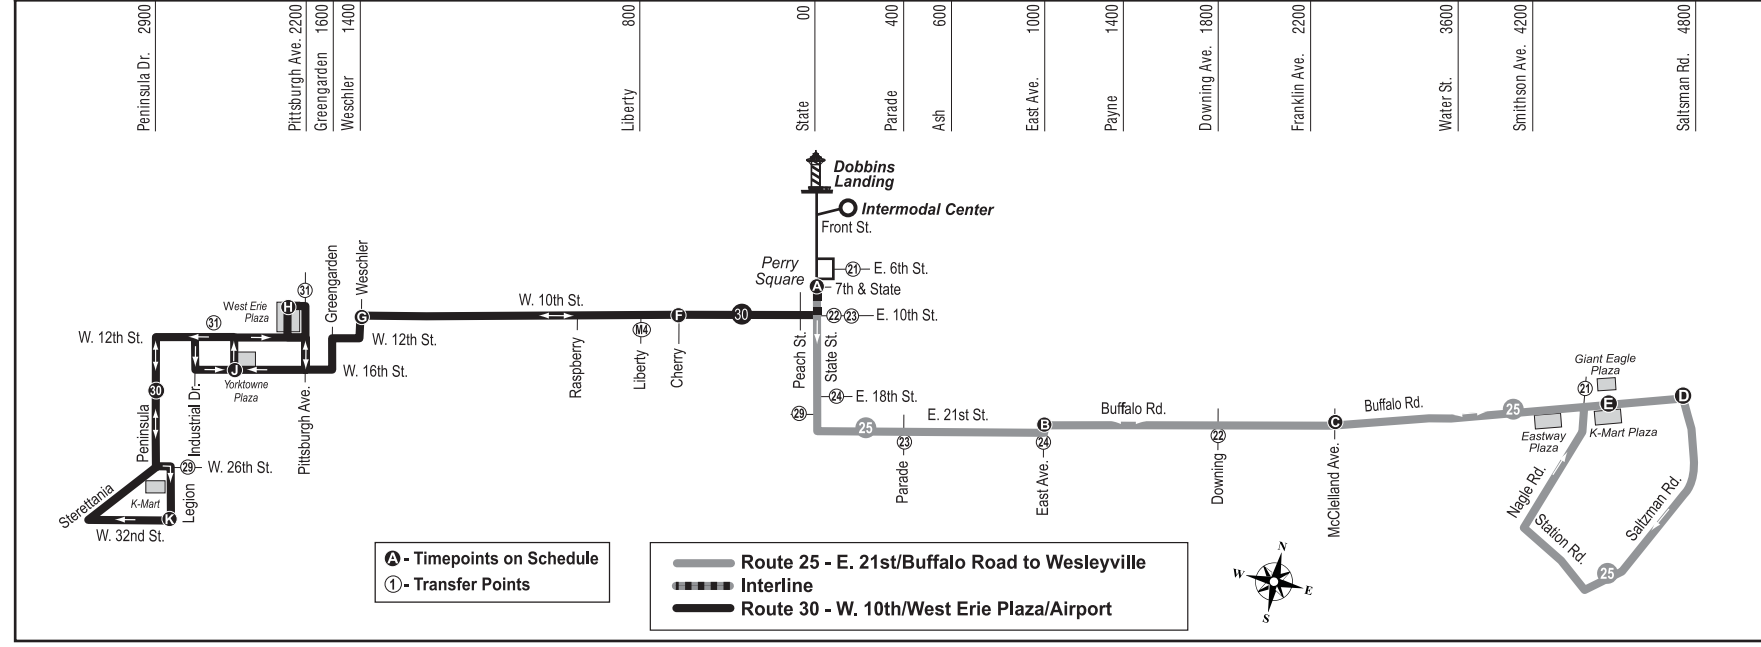 Peninsula Dr. 2900
Pittsburgh Ave. 2200
Greengarden 1600
Weschler 1400
Liberty 800
State 00
Parade 400
Ash 600
East Ave. 1000
Payne 1400
Downing Ave. 1800
Franklin Ave. 2200
Water St. 3600
Smithson Ave. 4200
Saltsman Rd. 4800
Dobbins
Landing
Intermodal Center
Front St.
Perry
Square
21 E. 6th St.
A
7th & State
22 23 E. 10th St.
W. 10th St.
30
F
M4
G
Weschler
Greengarden
31
H
West Erie
Plaza
31
W. 12th St.
W. 12th St.
W. 16th St.
J
Yorktowne
Plaza
Raspberry
Liberty
Cherry
Peach St.
State St.
24 E. 18th St.
29
E. 21st St.
25
23
Parade
B
24
East Ave.
Buffalo Rd.
22
Downing
C
McClelland Ave.
Buffalo Rd.
25
Giant Eagle
Plaza
21
E
D
Eastway
Plaza
K-Mart Plaza
Nagle Rd.
Station Rd.
Saltzman Rd.
25
30
Peninsula
Industrial Dr.
Pittsburgh Ave.
29 W. 26th St.
K-Mart
Legion
Sterettania
K
W. 32nd St.
A - Timepoints on Schedule
1 - Transfer Points
Route 25 - E. 21st/Buffalo Road to Wesleyville
Interline
Route 30 - W. 10th/West Erie Plaza/Airport
N
W
E
S